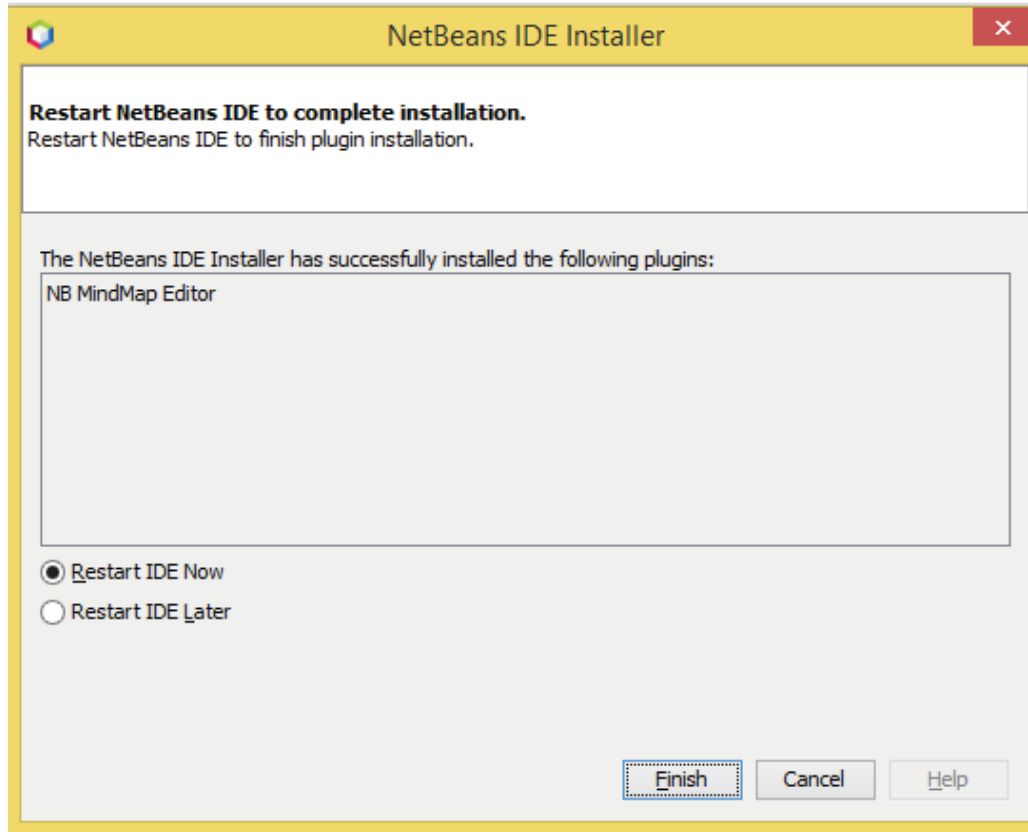 NetBeans IDE Installer
Restart NetBeans IDE to complete installation.
Restart NetBeans IDE to finish plugin installation.
The NetBeans IDE Installer has successfully installed the following plugins:
NB MindMap Editor
Restart IDE Now
Restart IDE Later
Finish Cancel Help